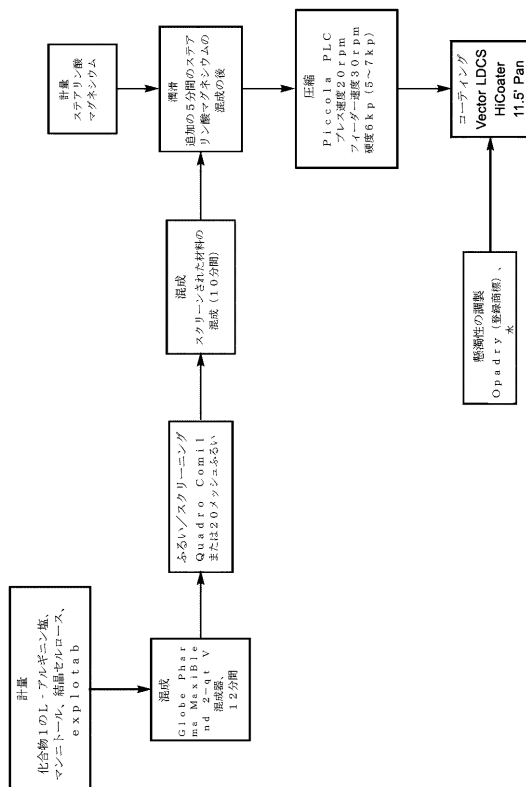 計量
化合物1のL-アルギニン塩、
マンニトール、結晶セルロース、
explotab
混成
Globe Phar
ma MaxiBle
nd 2-qt V
混成器、
12分間
ふるい/スクリーニング
Quadro Comil
または20メッシュふるい
混成
スクリーンされた材料の
混成(10分間)
計量
ステアリン酸
マグネシウム
潤滑
追加の5分間のステア
リン酸マグネシウムの
混成の後
圧縮
Piccola PLC
プレス速度20rpm
フィーダー速度30rpm
硬度6kp(5~7kp)
懸濁性の調製
Opadry(登録商標)、
水
コーティング
Vector LDCS
HiCoater
11.5' Pan